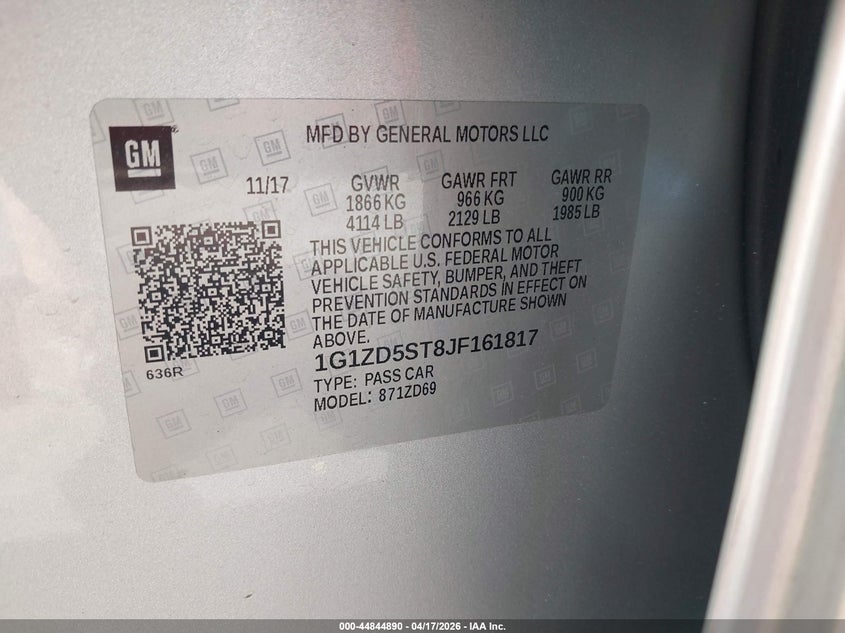 GM
MFD BY GENERAL MOTORS LLC
11/17
GVWR
1866 KG
4114 LB
GAWR FRT
966 KG
2129 LB
GAWR RR
900 KG
1985 LB
THIS VEHICLE CONFORMS TO ALL
APPLICABLE U.S. FEDERAL MOTOR
VEHICLE SAFETY, BUMPER, AND THEFT
PREVENTION STANDARDS IN EFFECT ON
THE DATE OF MANUFACTURE SHOWN
ABOVE.
1G1ZD5ST8JF161817
TYPE: PASS CAR
MODEL: 871ZD69
636R
000-44844890 - 04/17/2026 - IAA Inc.